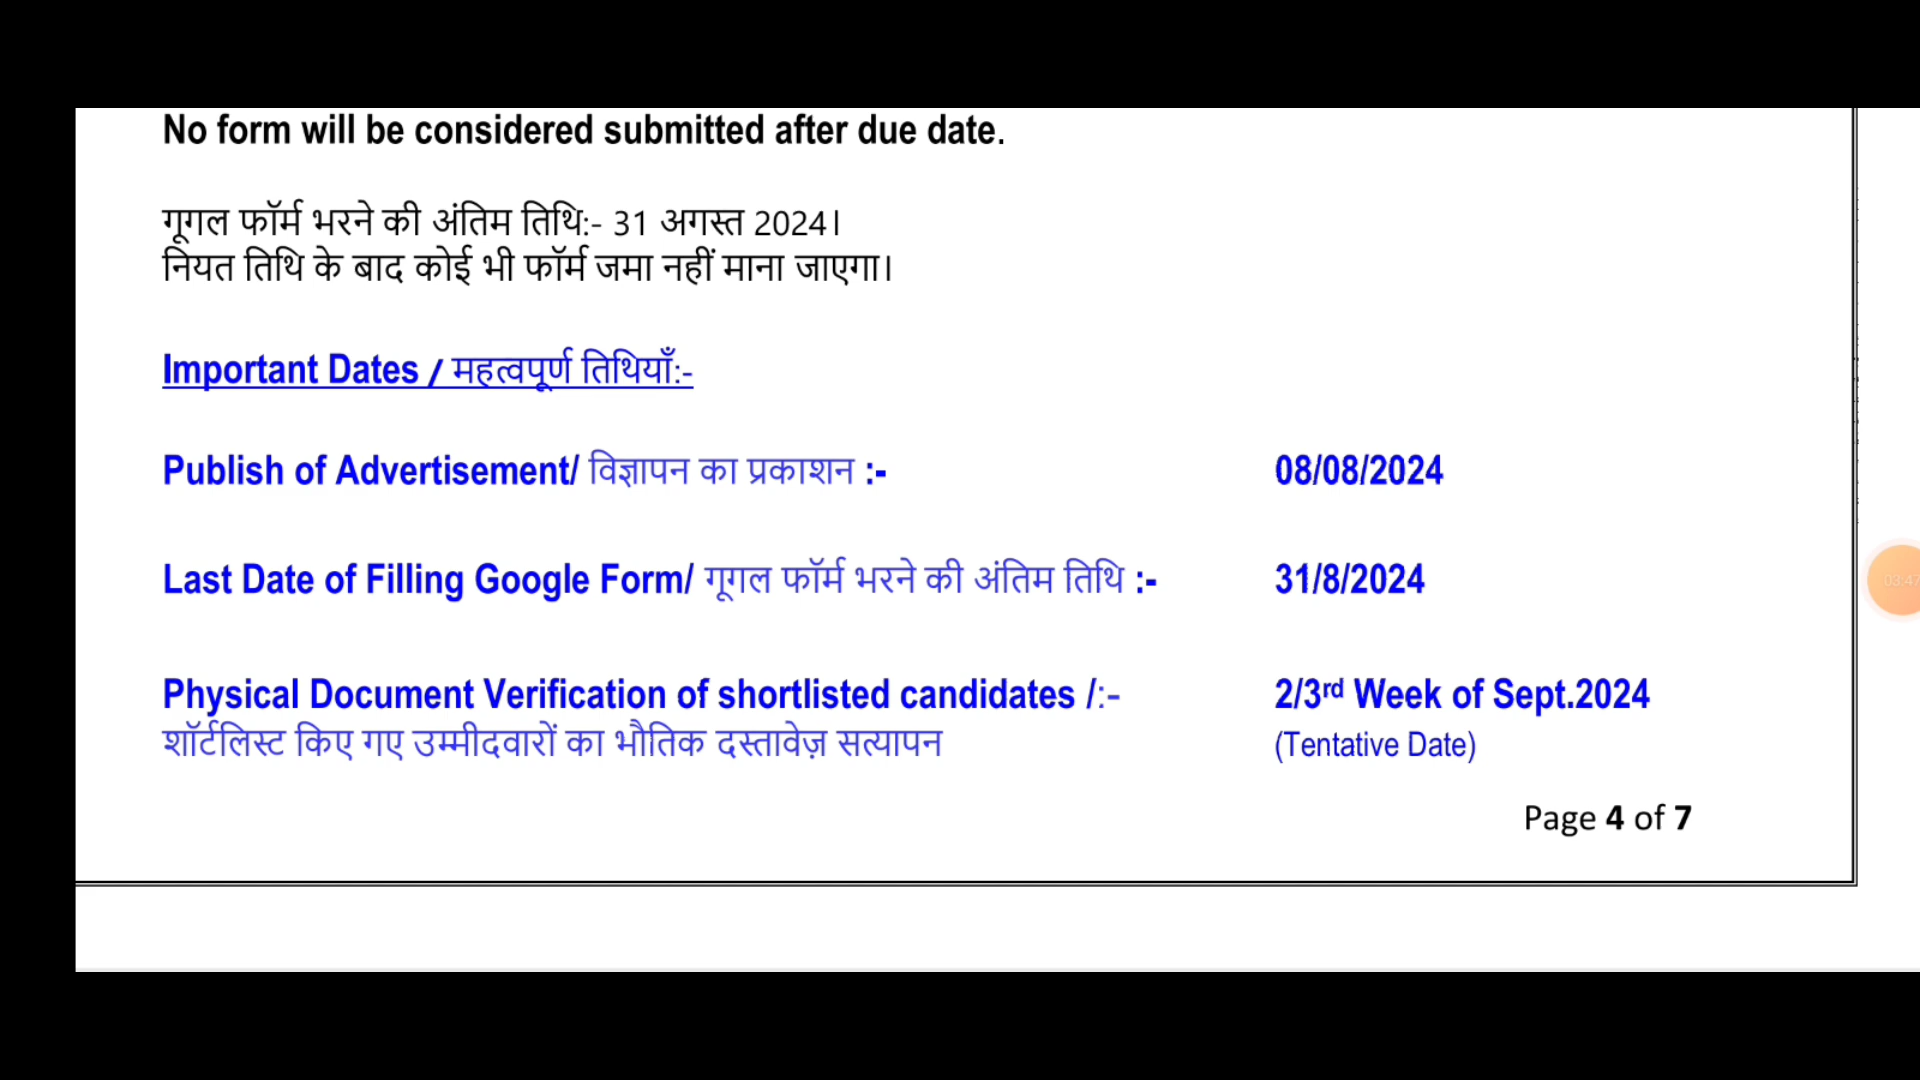 No form will be considered submitted after due date.
गूगल फॉर्म भरने की अंतिम तिथि:- 31 अगस्त 2024।
नियत तिथि के बाद कोई भी फॉर्म जमा नहीं माना जाएगा।
Important Dates / महत्वपूर्ण तिथियाँ:-
Publish of Advertisement/ विज्ञापन का प्रकाशन :- 08/08/2024
Last Date of Filling Google Form/ गूगल फॉर्म भरने की अंतिम तिथि :- 31/8/2024
Physical Document Verification of shortlisted candidates /:- 2/3rd Week of Sept.2024
शॉर्टलिस्ट किए गए उम्मीदवारों का भौतिक दस्तावेज़ सत्यापन (Tentative Date)
Page 4 of 7
03:47